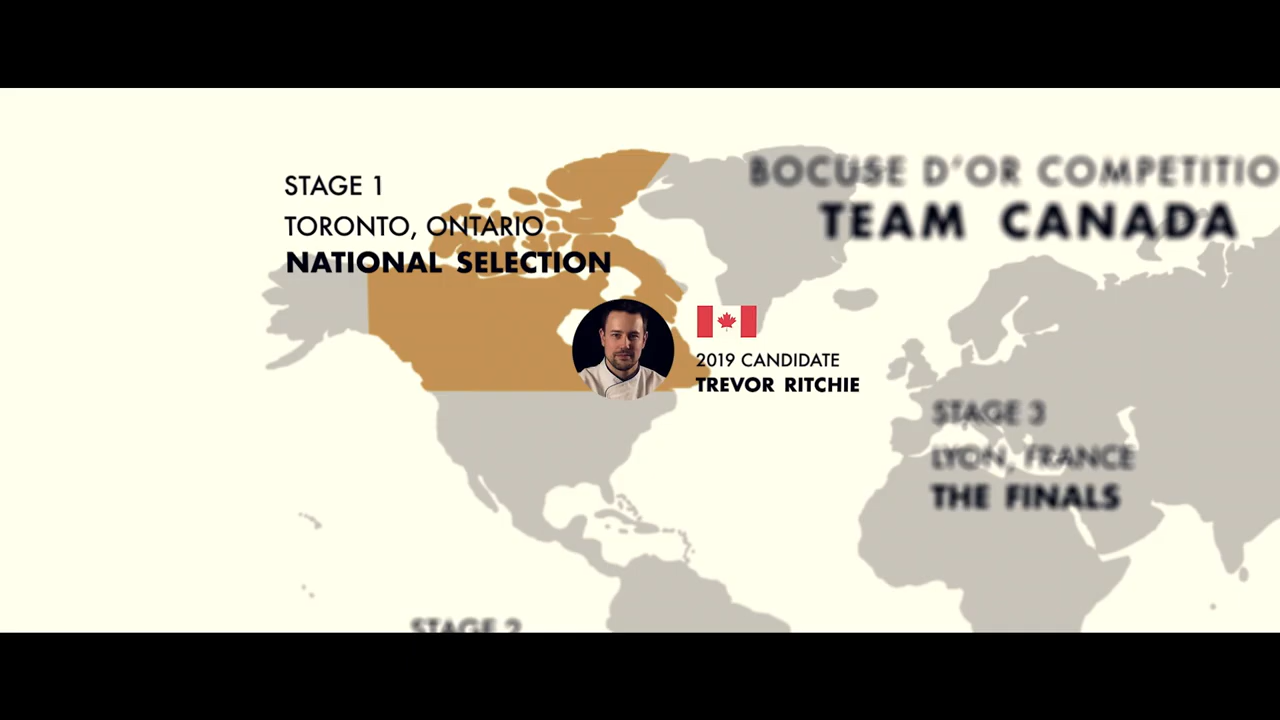 STAGE 1
TORONTO, ONTARIO
NATIONAL SELECTION
BOCUSE D'OR COMPETITIO
TEAM CANADA
2019 CANDIDATE
TREVOR RITCHIE
STAGE 3
LYON, FRANCE
THE FINALS
STAGE 2